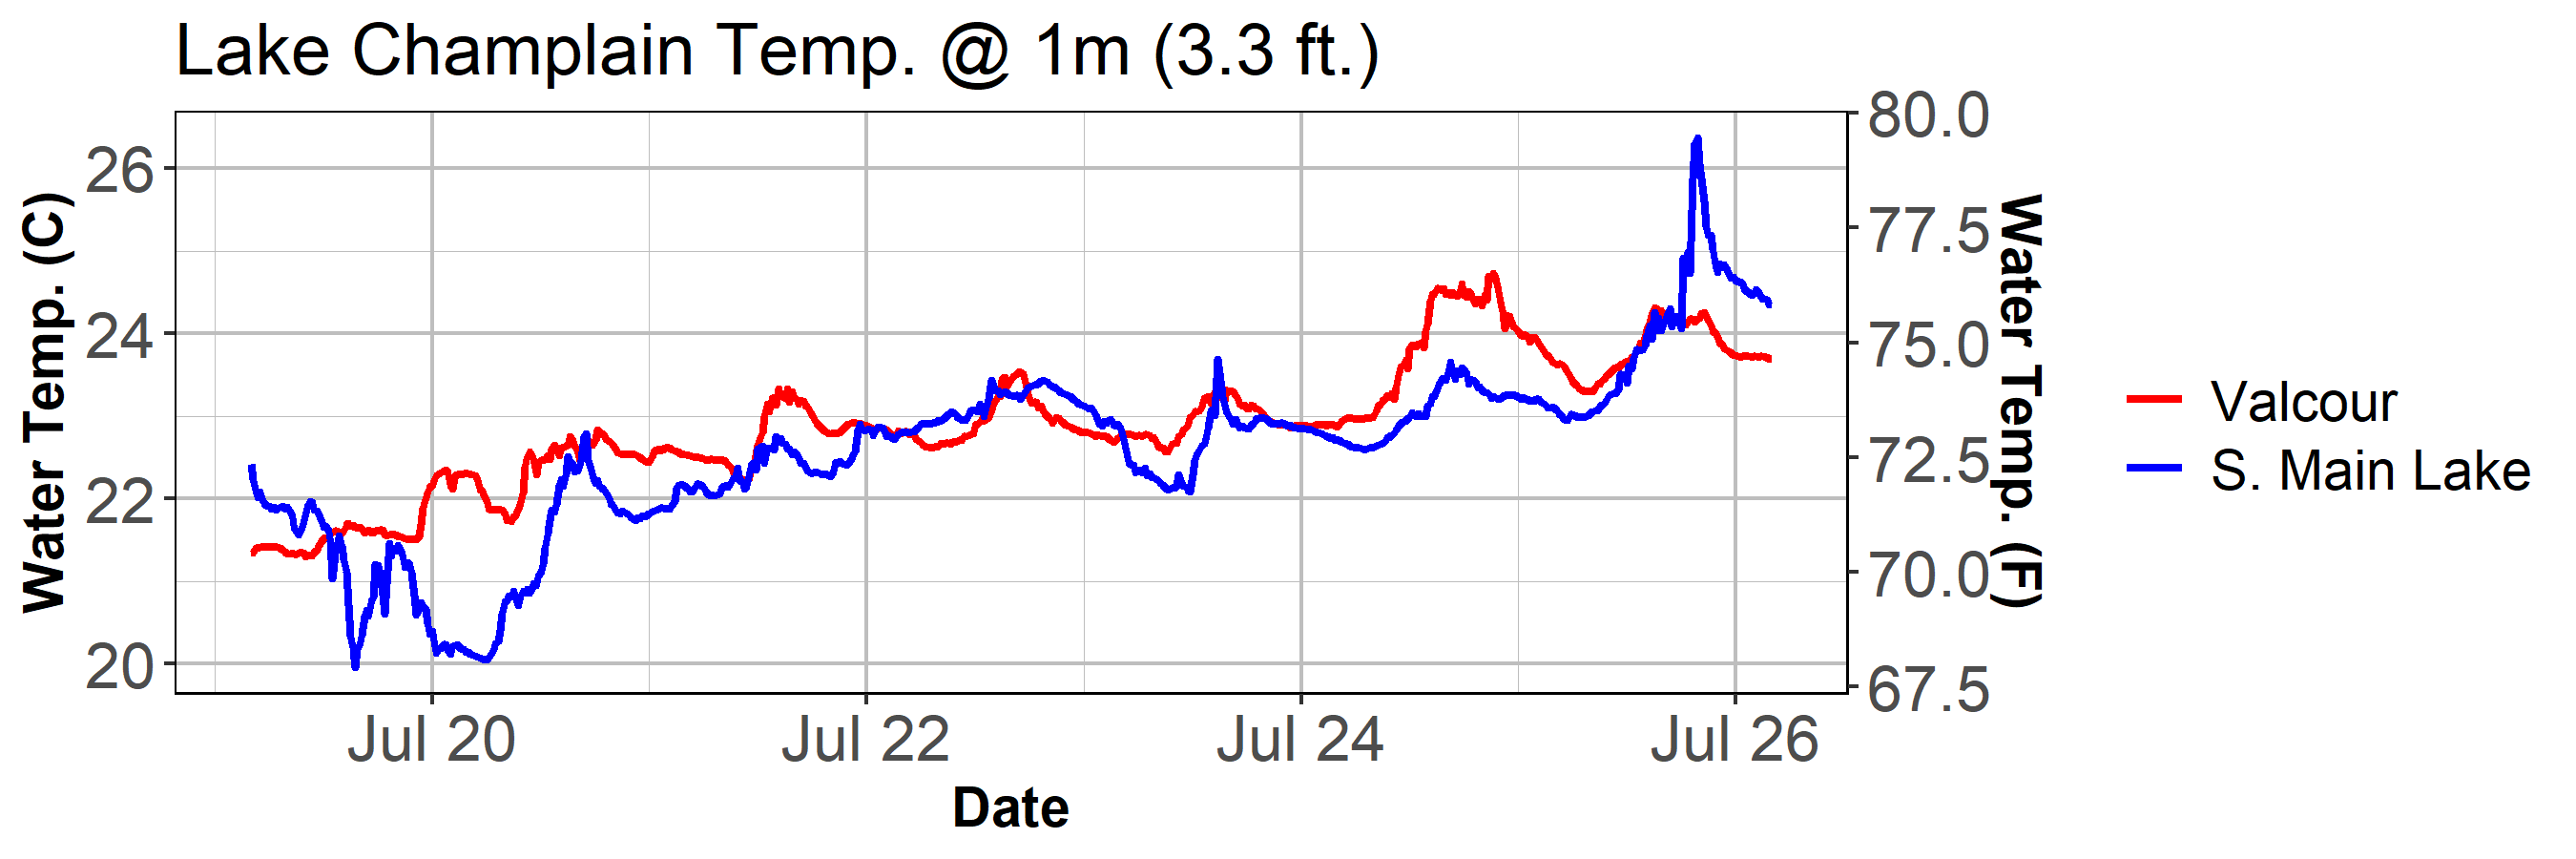 Lake Champlain Temp. @ 1m (3.3 ft.)
Water Temp. (C)
26
24
22
20
80.0
77.5
75.0
72.5
70.0
67.5
Water Temp. (F)
Jul 20
Jul 22
Jul 24
Jul 26
Date
Valcour
S. Main Lake